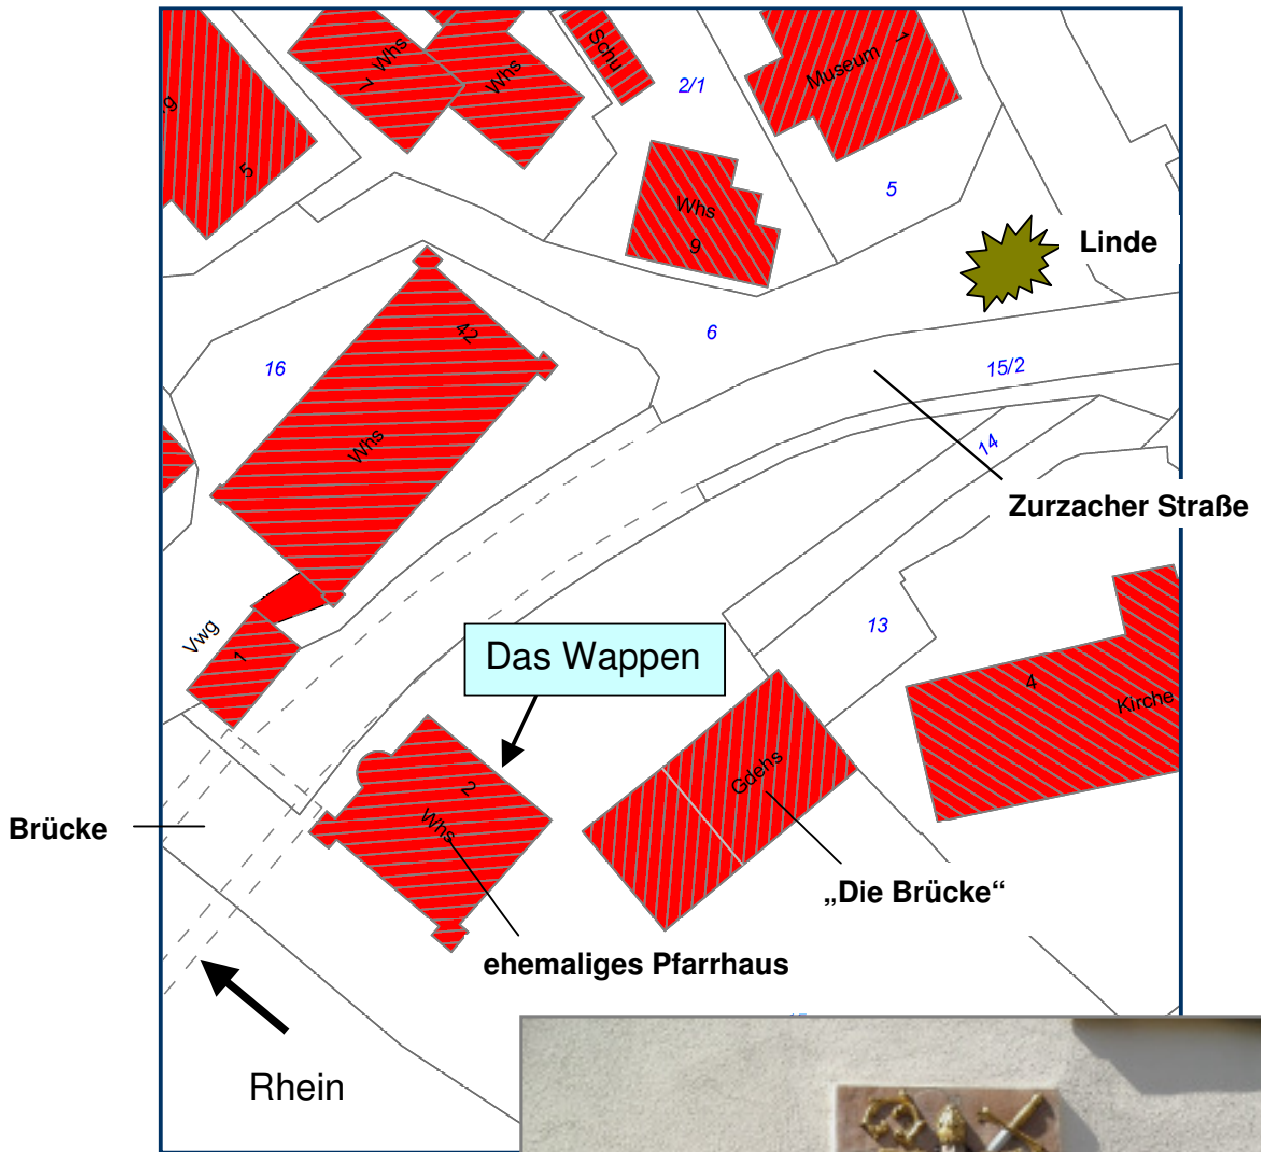 Whs
7
Whs
Schu
2/1
Museum
1
5
5
Whs
9
Linde
42
16
6
15/2
Whs
14
Zurzacher Straße
Vwg
1
13
Das Wappen
4
Kirche
2
Whs
Gdehs
Brücke
„Die Brücke“
ehemaliges Pfarrhaus
Rhein